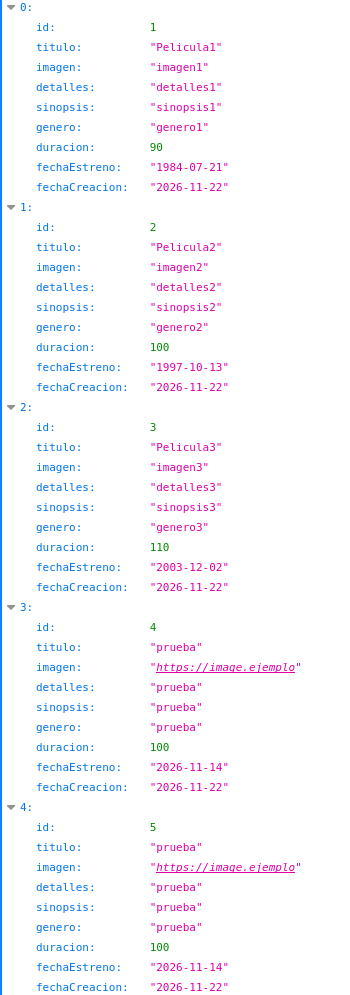 0:
id: 1
titulo: "Pelicula1"
imagen: "imagen1"
detalles: "detalles1"
sinopsis: "sinopsis1"
genero: "genero1"
duracion: 90
fechaEstreno: "1984-07-21"
fechaCreacion: "2026-11-22"
1:
id: 2
titulo: "Pelicula2"
imagen: "imagen2"
detalles: "detalles2"
sinopsis: "sinopsis2"
genero: "genero2"
duracion: 100
fechaEstreno: "1997-10-13"
fechaCreacion: "2026-11-22"
2:
id: 3
titulo: "Pelicula3"
imagen: "imagen3"
detalles: "detalles3"
sinopsis: "sinopsis3"
genero: "genero3"
duracion: 110
fechaEstreno: "2003-12-02"
fechaCreacion: "2026-11-22"
3:
id: 4
titulo: "prueba"
imagen: "https://image.ejemplo"
detalles: "prueba"
sinopsis: "prueba"
genero: "prueba"
duracion: 100
fechaEstreno: "2026-11-14"
fechaCreacion: "2026-11-22"
4:
id: 5
titulo: "prueba"
imagen: "https://image.ejemplo"
detalles: "prueba"
sinopsis: "prueba"
genero: "prueba"
duracion: 100
fechaEstreno: "2026-11-14"
fechaCreacion: "2026-11-22"